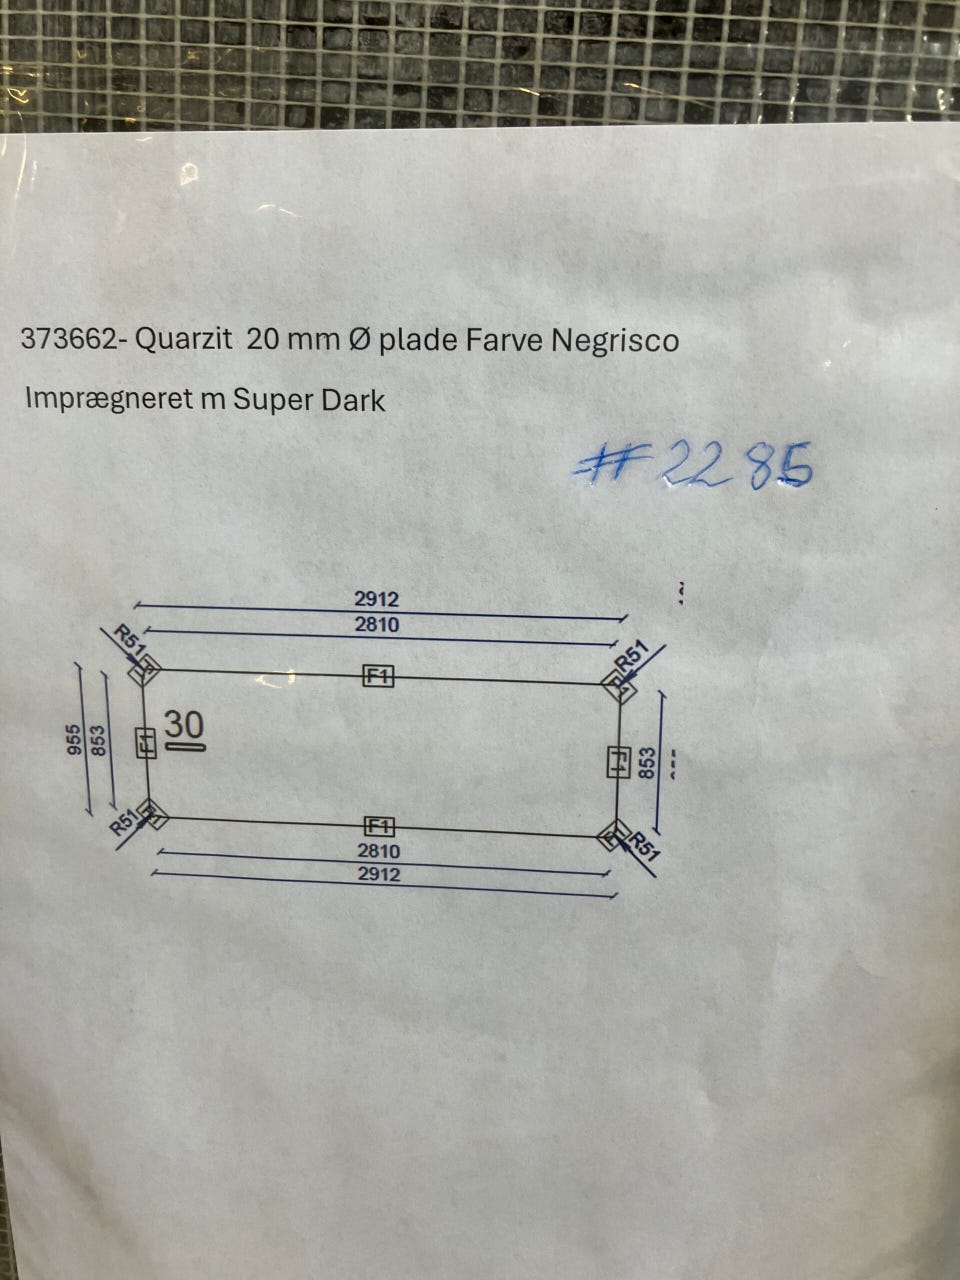 373662- Quarzit 20 mm Ø plade Farve Negrisco
Imprægneret m Super Dark
#2285
2912
2810
R51
R51
F1
955
853
F1
30
F1
853
R51
F1
R51
2810
2912